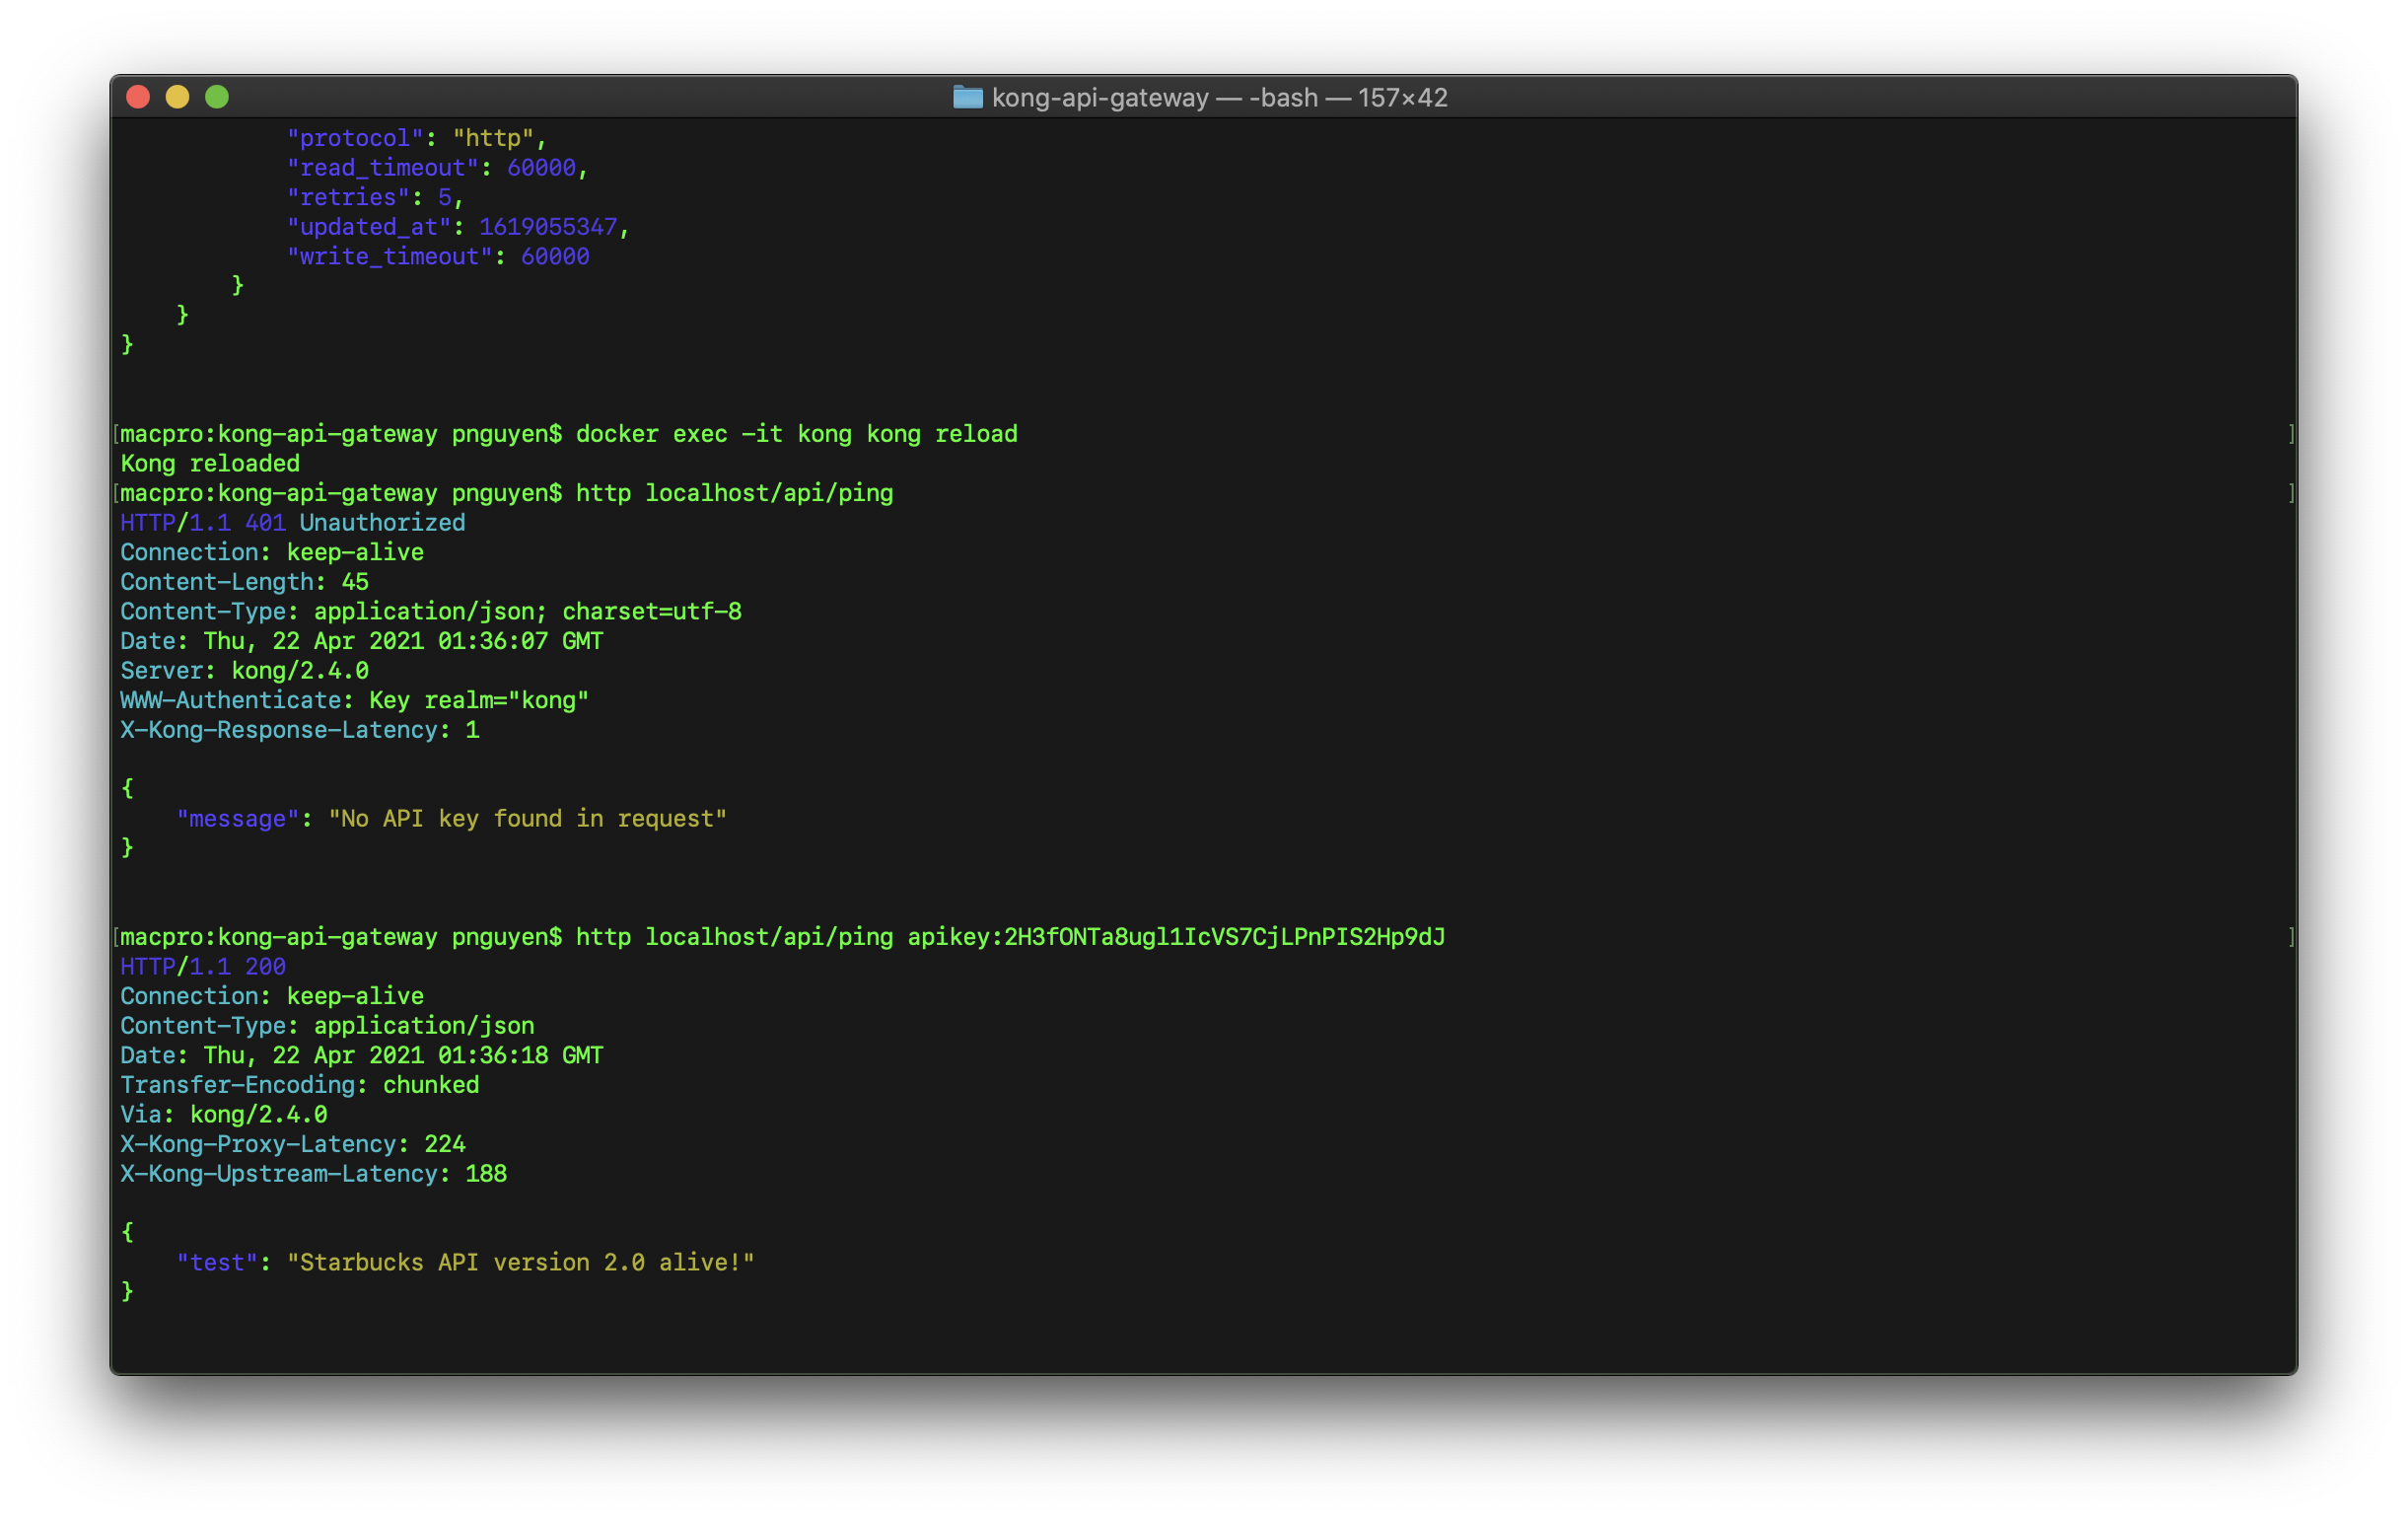 kong-api-gateway — -bash — 157×42
"protocol": "http",
"read_timeout": 60000,
"retries": 5,
"updated_at": 1619055347,
"write_timeout": 60000
}
}
}
[macpro:kong-api-gateway pnguyen$ docker exec -it kong kong reload ]
Kong reloaded
[macpro:kong-api-gateway pnguyen$ http localhost/api/ping ]
HTTP/1.1 401 Unauthorized
Connection: keep-alive
Content-Length: 45
Content-Type: application/json; charset=utf-8
Date: Thu, 22 Apr 2021 01:36:07 GMT
Server: kong/2.4.0
WWW-Authenticate: Key realm="kong"
X-Kong-Response-Latency: 1
{
"message": "No API key found in request"
}
[macpro:kong-api-gateway pnguyen$ http localhost/api/ping apikey:2H3fONTa8ugl1IcVS7CjLPnPIS2Hp9dJ ]
HTTP/1.1 200
Connection: keep-alive
Content-Type: application/json
Date: Thu, 22 Apr 2021 01:36:18 GMT
Transfer-Encoding: chunked
Via: kong/2.4.0
X-Kong-Proxy-Latency: 224
X-Kong-Upstream-Latency: 188
{
"test": "Starbucks API version 2.0 alive!"
}